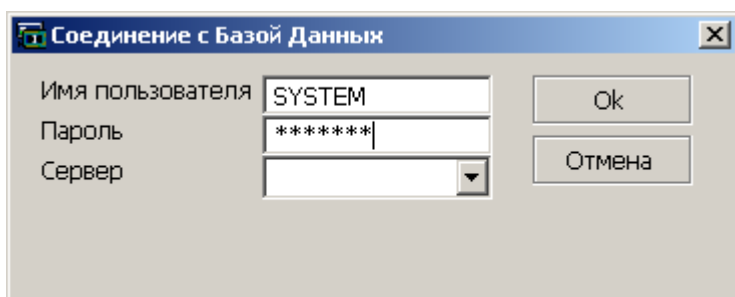 Соединение с Базой Данных
Имя пользователя SYSTEM Ok
Пароль *******
Сервер Отмена